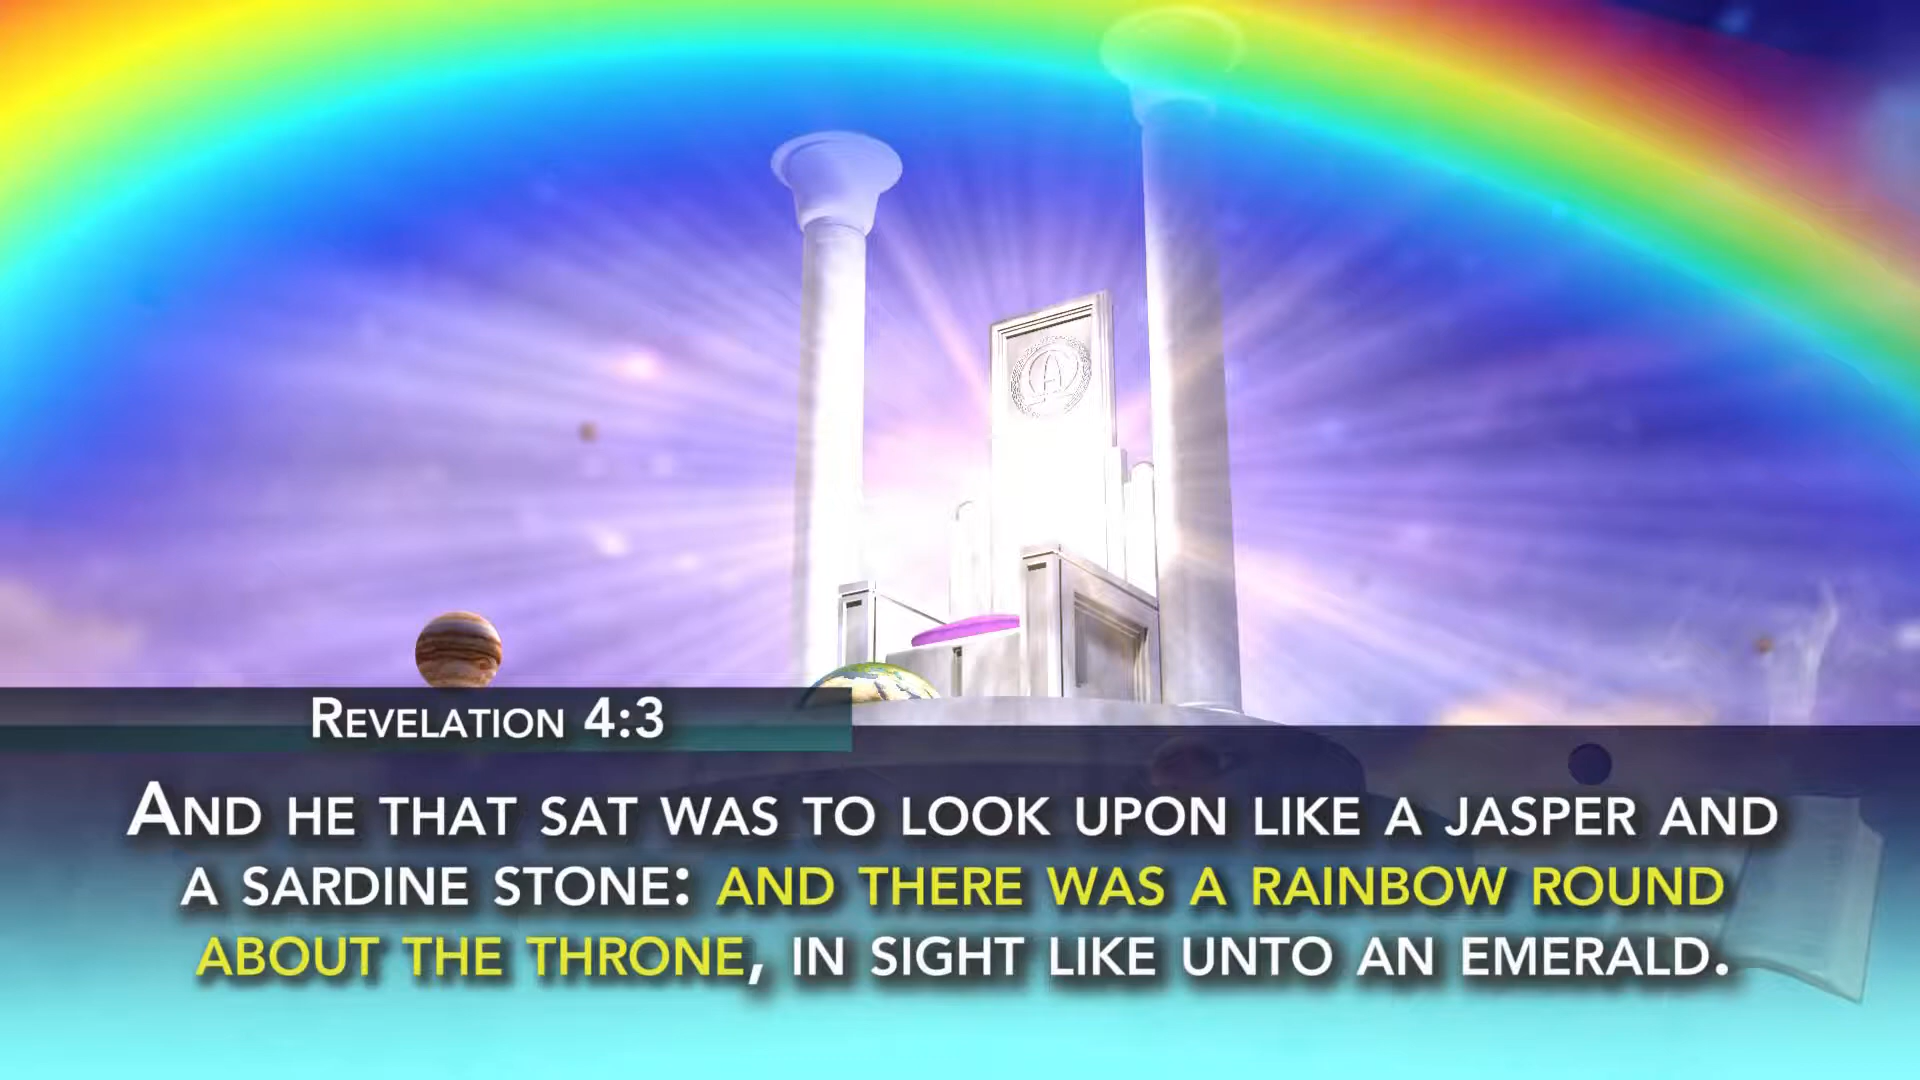 Revelation 4:3
And he that sat was to look upon like a jasper and
a sardine stone: and there was a rainbow round
about the throne, in sight like unto an emerald.